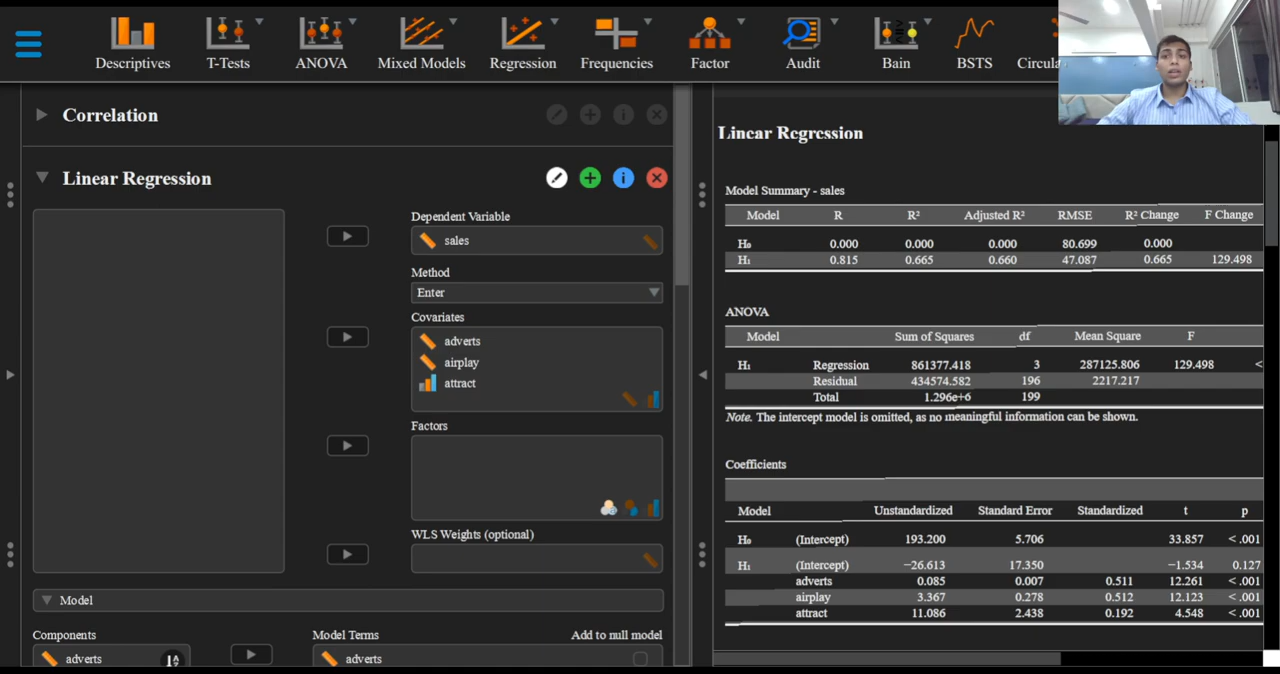 Descriptives T-Tests ANOVA Mixed Models Regression Frequencies Factor Audit Bain BSTS Circula
Correlation
Linear Regression
Dependent Variable
sales
Method
Enter
Covariates
adverts
airplay
attract
Factors
WLS Weights (optional)
Model
Components Model Terms Add to null model
adverts adverts
Linear Regression
Model Summary - sales
Model R R² Adjusted R² RMSE R² Change F Change
H₀ 0.000 0.000 0.000 80.699 0.000
H₁ 0.815 0.665 0.660 47.087 0.665 129.498
ANOVA
Model Sum of Squares df Mean Square F
H₁ Regression 861377.418 3 287125.806 129.498 <
Residual 434574.582 196 2217.217
Total 1.296e+6 199
Note. The intercept model is omitted, as no meaningful information can be shown.
Coefficients
Model Unstandardized Standard Error Standardized t p
H₀ (Intercept) 193.200 5.706 33.857 < .001
H₁ (Intercept) −26.613 17.350 −1.534 0.127
adverts 0.085 0.007 0.511 12.261 < .001
airplay 3.367 0.278 0.512 12.123 < .001
attract 11.086 2.438 0.192 4.548 < .001